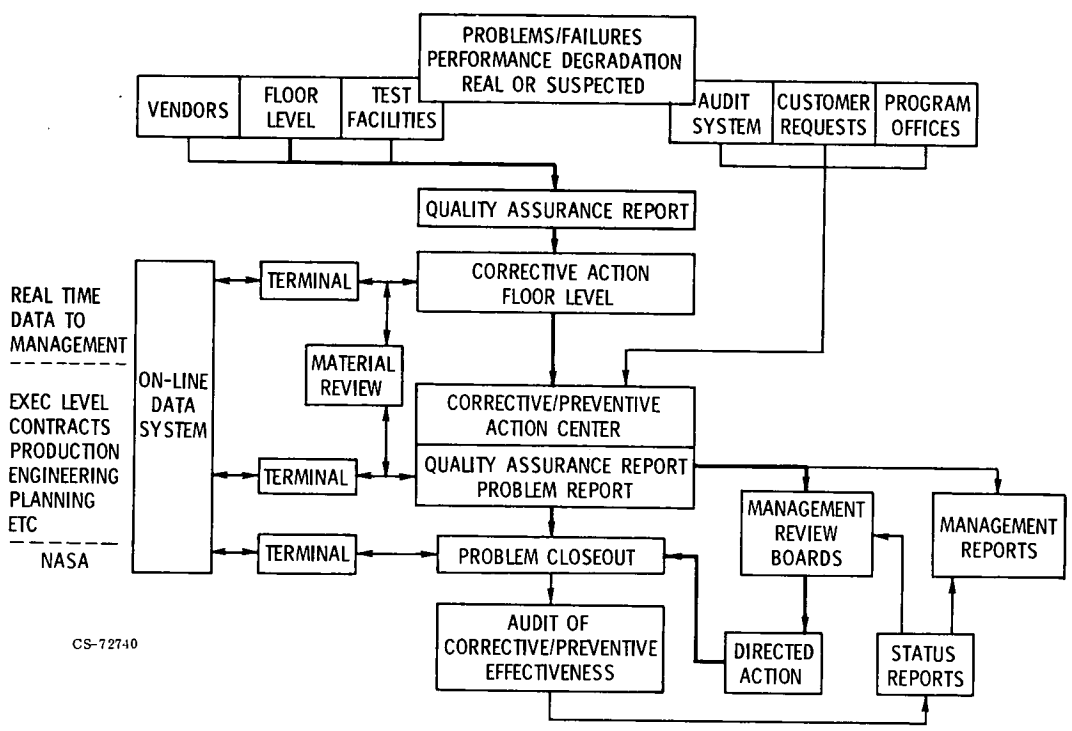 PROBLEMS/FAILURES
PERFORMANCE DEGRADATION
REAL OR SUSPECTED
VENDORS
FLOOR
LEVEL
TEST
FACILITIES
AUDIT
SYSTEM
CUSTOMER
REQUESTS
PROGRAM
OFFICES
QUALITY ASSURANCE REPORT
CORRECTIVE ACTION
FLOOR LEVEL
TERMINAL
REAL TIME
DATA TO
MANAGEMENT
MATERIAL
REVIEW
ON-LINE
DATA
SYSTEM
EXEC LEVEL
CONTRACTS
PRODUCTION
ENGINEERING
PLANNING
ETC
NASA
CORRECTIVE/PREVENTIVE
ACTION CENTER
TERMINAL
QUALITY ASSURANCE REPORT
PROBLEM REPORT
MANAGEMENT
REVIEW
BOARDS
MANAGEMENT
REPORTS
TERMINAL
PROBLEM CLOSEOUT
AUDIT OF
CORRECTIVE/PREVENTIVE
EFFECTIVENESS
DIRECTED
ACTION
STATUS
REPORTS
CS-72740